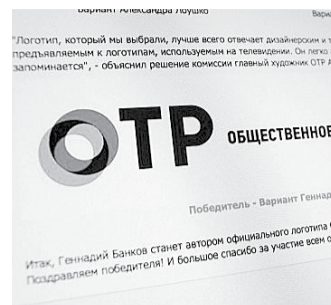 Вариант Александра Лоушко
"Логотип, который мы выбрали, лучше всего отвечает дизайнерским и
предъявляемым к логотипам, используемым на телевидении. Он легко
запоминается", - объяснил решение комиссии главный художник ОТР
ОТР ОБЩЕСТВЕННОЕ
Победитель - Вариант
Итак, Геннадий Банков станет автором официального логотипа
Поздравляем победителя! И большое спасибо за участие всем